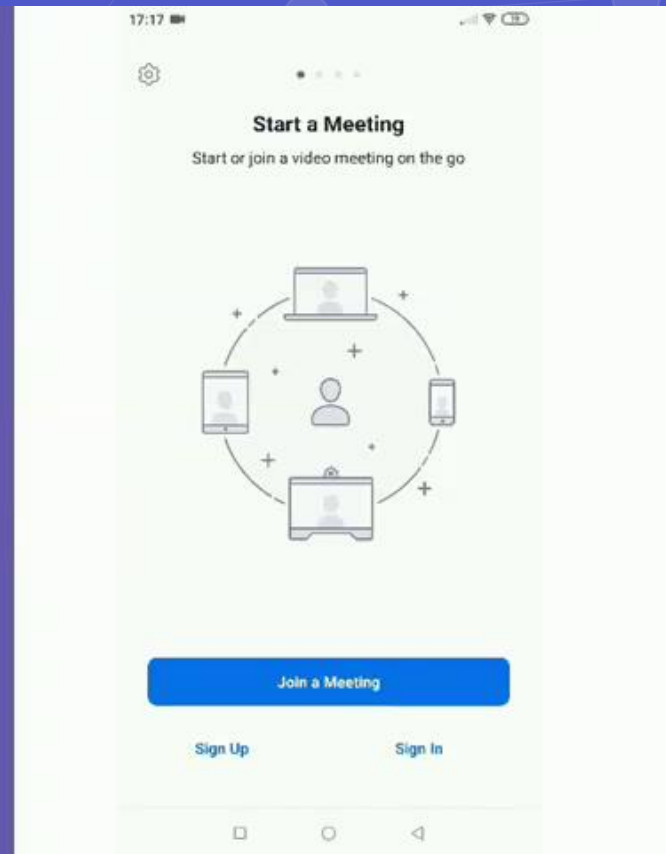 17:17
Start a Meeting
Start or join a video meeting on the go
Join a Meeting
Sign Up
Sign In